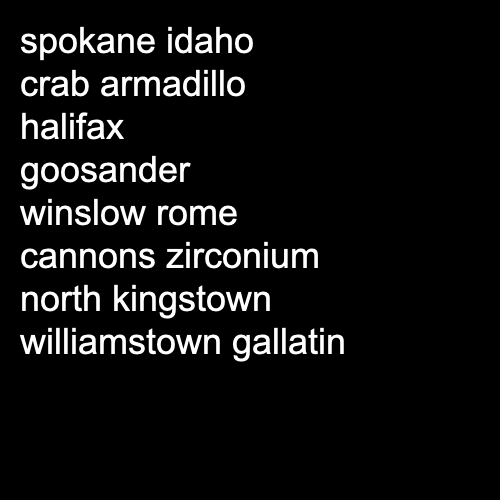 spokane idaho
crab armadillo
halifax
goosander
winslow rome
cannons zirconium
north kingstown
williamstown gallatin